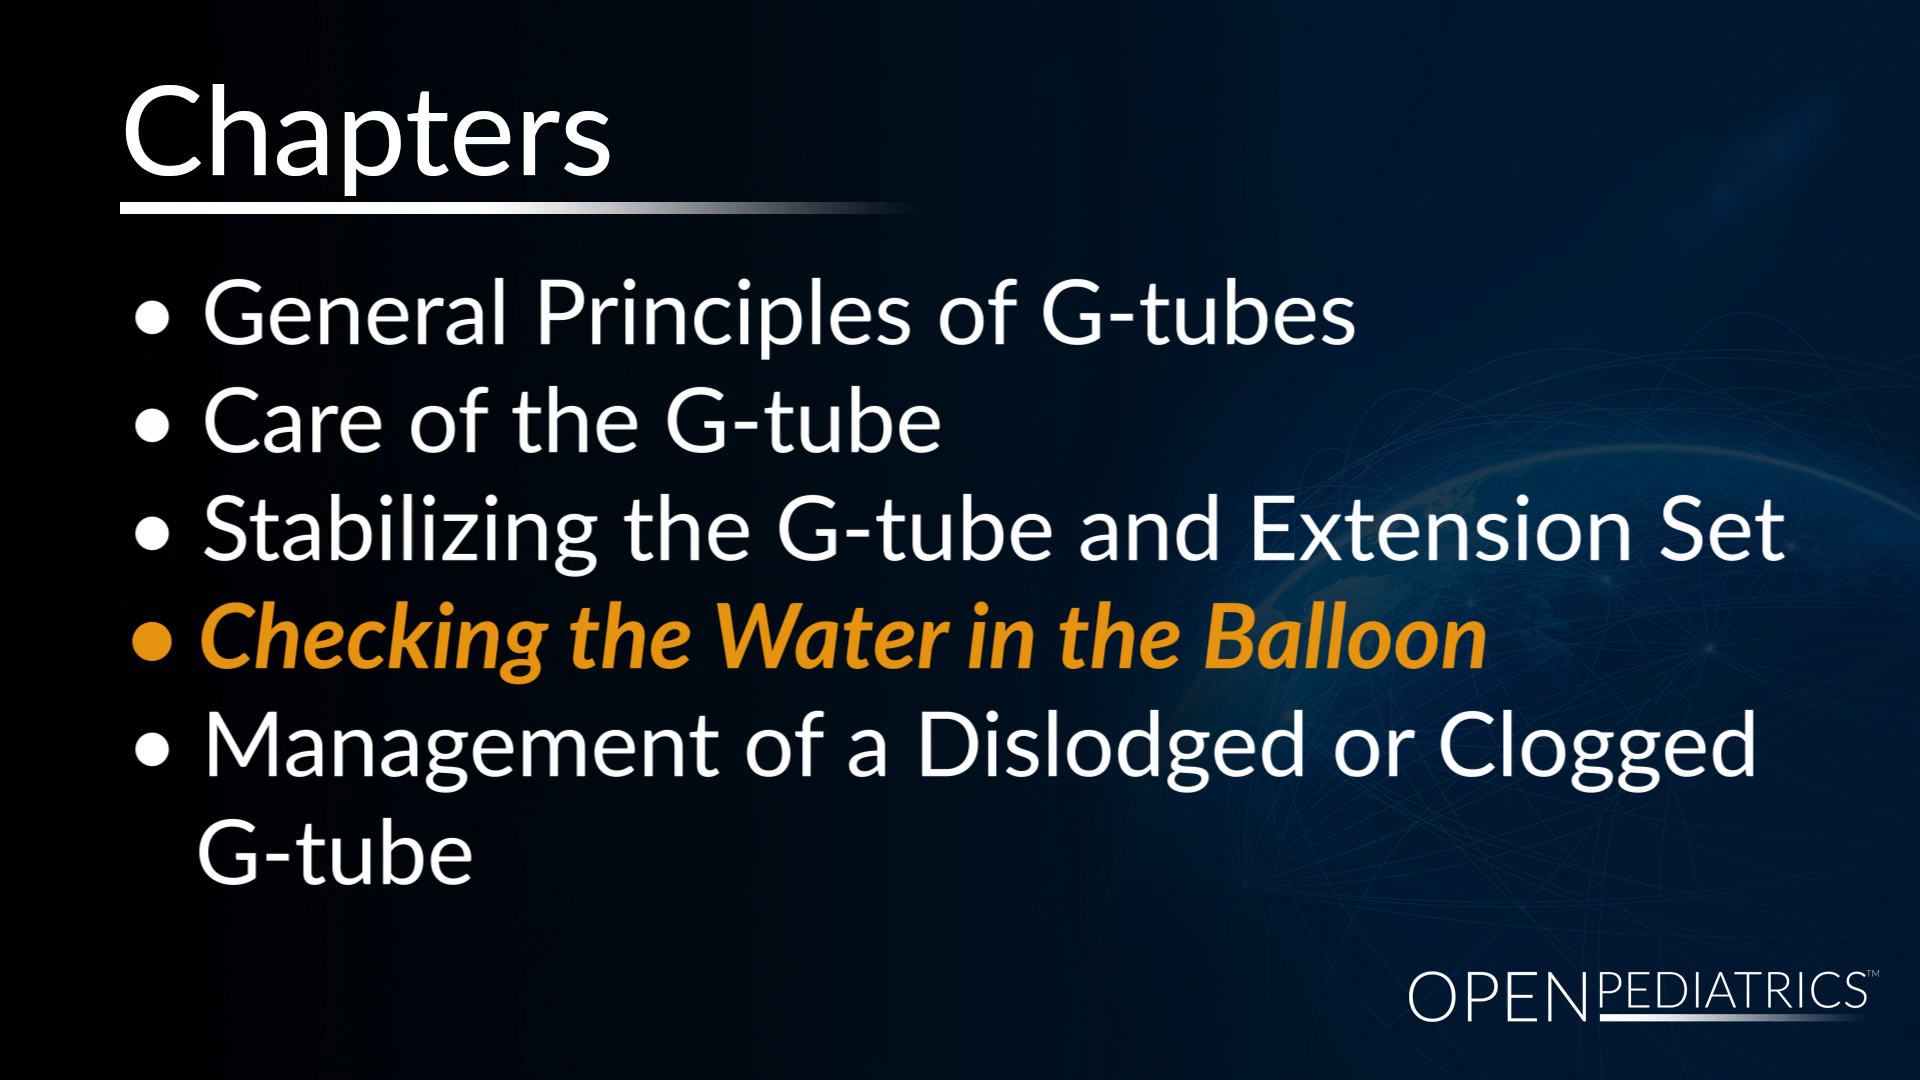 Chapters
• General Principles of G-tubes
• Care of the G-tube
• Stabilizing the G-tube and Extension Set
• Checking the Water in the Balloon
• Management of a Dislodged or Clogged
G-tube
OPENPEDIATRICS™